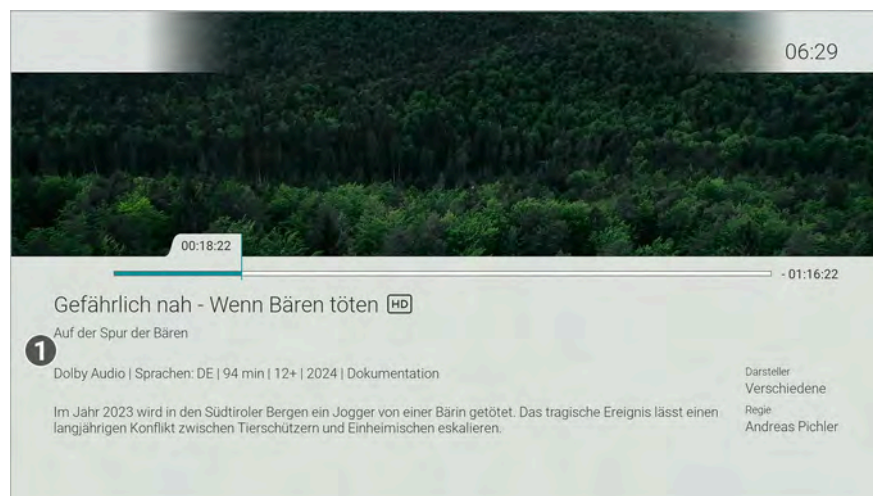 06:29
00:18:22
- 01:16:22
Gefährlich nah - Wenn Bären töten HD
Auf der Spur der Bären
1
Dolby Audio | Sprachen: DE | 94 min | 12+ | 2024 | Dokumentation
Darsteller
Verschiedene
Im Jahr 2023 wird in den Südtiroler Bergen ein Jogger von einer Bärin getötet. Das tragische Ereignis lässt einen
langjährigen Konflikt zwischen Tierschützern und Einheimischen eskalieren.
Regie
Andreas Pichler